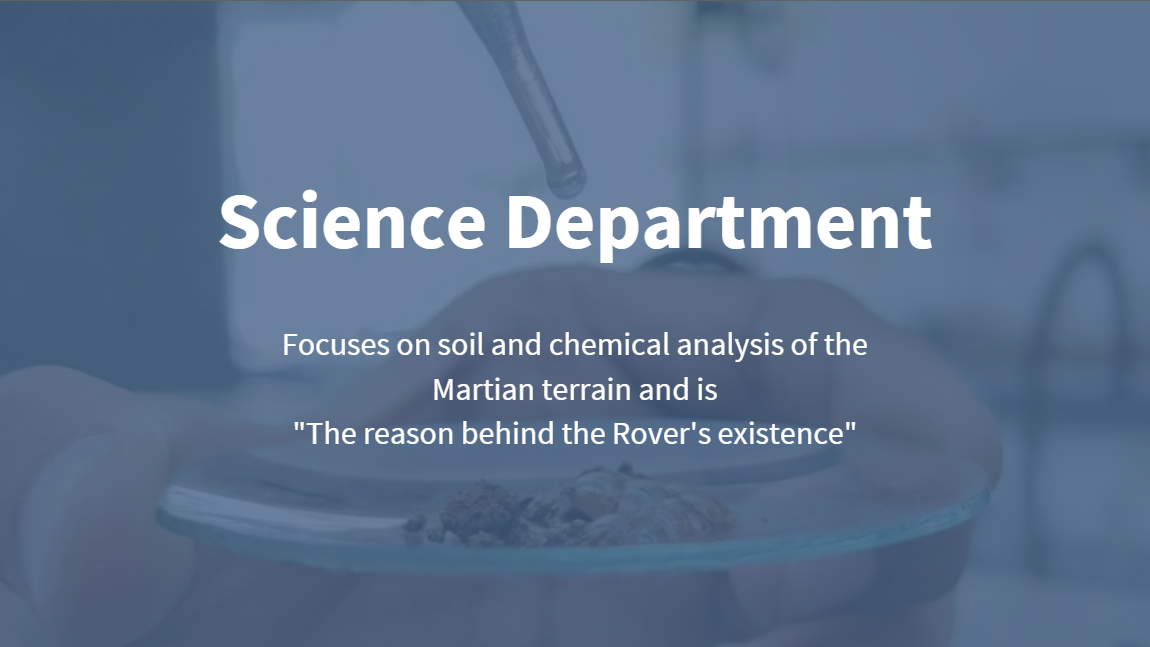 Science Department
Focuses on soil and chemical analysis of the
Martian terrain and is
"The reason behind the Rover's existence"